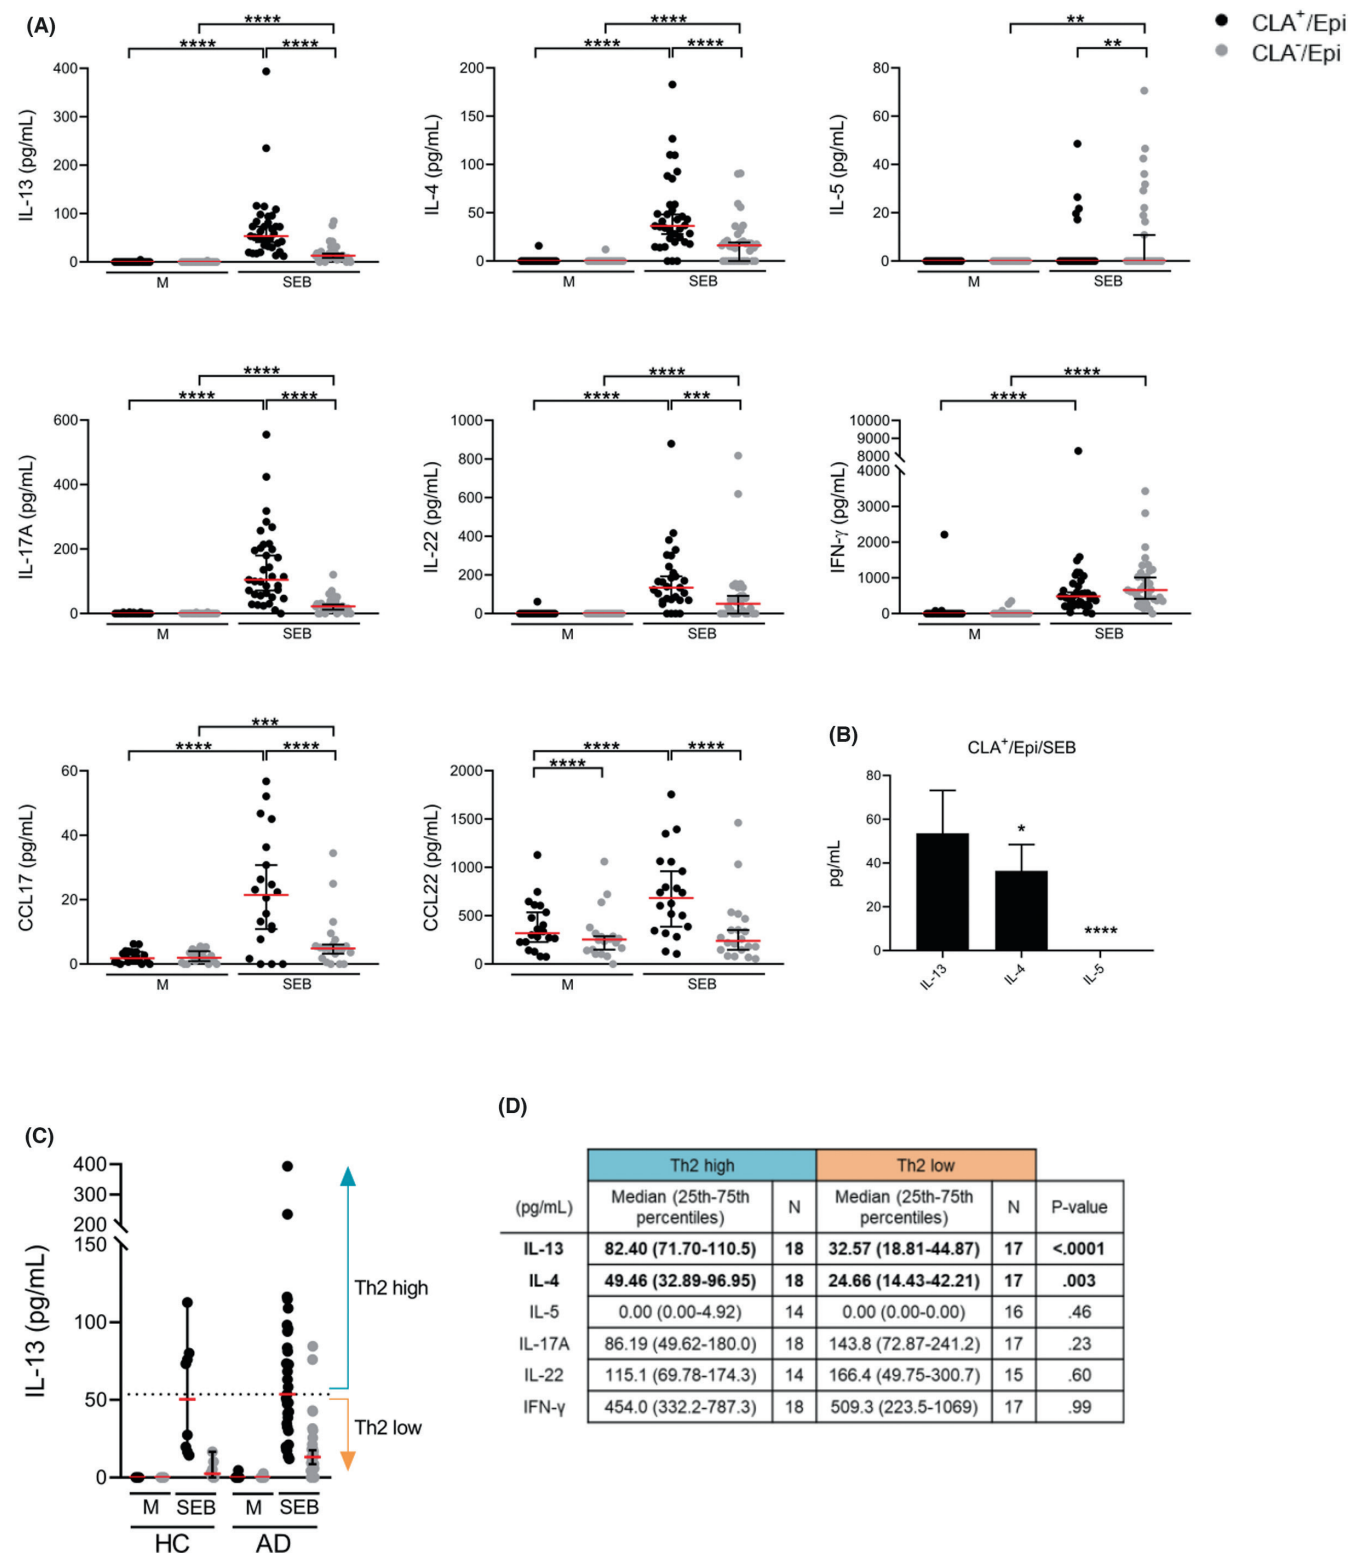 (A)
CLA+/Epi
CLA-/Epi
**** **** ****
IL-13 (pg/mL)
400
300
200
100
0
M SEB
**** **** ****
IL-4 (pg/mL)
200
150
100
50
0
M SEB
** **
IL-5 (pg/mL)
80
60
40
20
0
M SEB
**** **** ****
IL-17A (pg/mL)
600
400
200
0
M SEB
**** **** ***
IL-22 (pg/mL)
1000
800
600
400
200
0
M SEB
**** ****
IFN-γ (pg/mL)
10000
9000
8000
4000
3000
2000
1000
0
M SEB
*** **** ****
CCL17 (pg/mL)
60
40
20
0
M SEB
**** **** ****
CCL22 (pg/mL)
2000
1500
1000
500
0
M SEB
(B)
CLA+/Epi/SEB
pg/mL
80
60
40
20
0
* ****
IL-13 IL-4 IL-5
(C)
IL-13 (pg/mL)
400
300
200
150
100
50
0
Th2 high
Th2 low
M SEB M SEB
HC AD
(D)
Th2 high Th2 low
(pg/mL) Median (25th-75th percentiles) N Median (25th-75th percentiles) N P-value
IL-13 82.40 (71.70-110.5) 18 32.57 (18.81-44.87) 17 <.0001
IL-4 49.46 (32.89-96.95) 18 24.66 (14.43-42.21) 17 .003
IL-5 0.00 (0.00-4.92) 14 0.00 (0.00-0.00) 16 .46
IL-17A 86.19 (49.62-180.0) 18 143.8 (72.87-241.2) 17 .23
IL-22 115.1 (69.78-174.3) 14 166.4 (49.75-300.7) 15 .60
IFN-γ 454.0 (332.2-787.3) 18 509.3 (223.5-1069) 17 .99